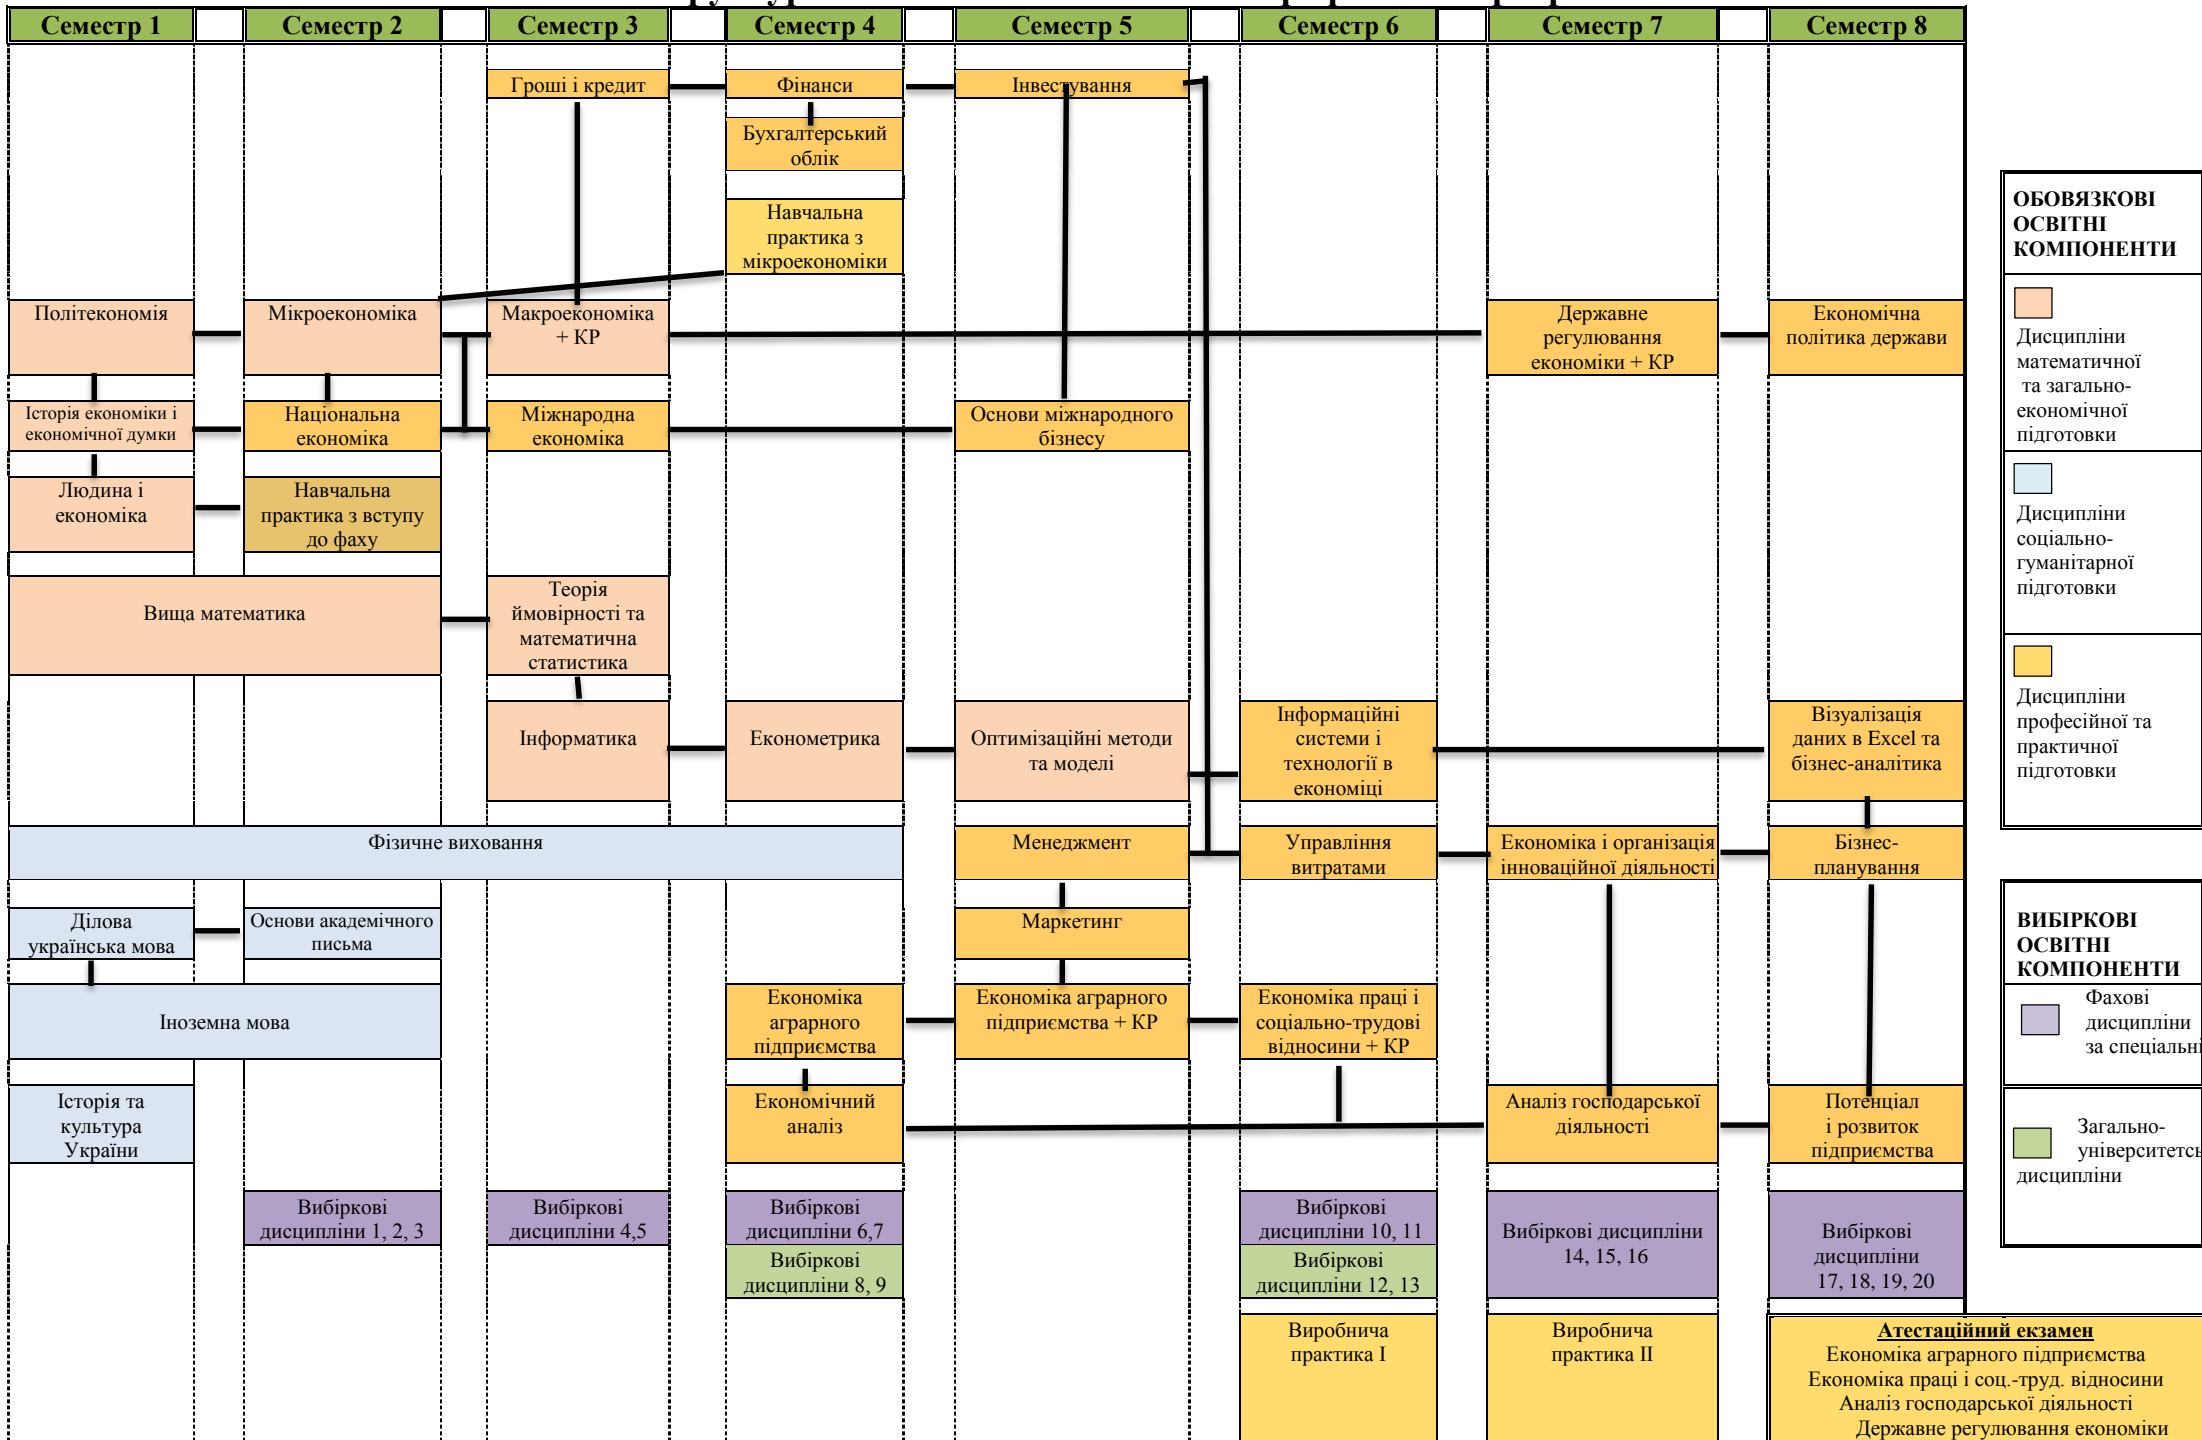 Семестр 1
Семестр 2
Семестр 3
Семестр 4
Семестр 5
Семестр 6
Семестр 7
Семестр 8
Гроші і кредит
Фінанси
Інвестування
Бухгалтерський
облік
Навчальна
практика з
мікроекономіки
Політекономія
Мікроекономіка
Макроекономіка
+ КР
Державне
регулювання
економіки + КР
Економічна
політика держави
Історія економіки і
економічної думки
Національна
економіка
Міжнародна
економіка
Основи міжнародного
бізнесу
Людина і
економіка
Навчальна
практика з вступу
до фаху
Вища математика
Теорія
ймовірності та
математична
статистика
Інформатика
Економетрика
Оптимізаційні методи
та моделі
Інформаційні
системи і
технології в
економіці
Візуалізація
даних в Excel та
бізнес-аналітика
Фізичне виховання
Менеджмент
Управління
витратами
Економіка і організація
інноваційної діяльності
Бізнес-
планування
Ділова
українська мова
Основи академічного
письма
Маркетинг
Іноземна мова
Економіка
аграрного
підприємства
Економіка аграрного
підприємства + КР
Економіка праці і
соціально-трудові
відносини + КР
Історія та
культура
України
Економічний
аналіз
Аналіз господарської
діяльності
Потенціал
і розвиток
підприємства
Вибіркові
дисципліни 1, 2, 3
Вибіркові
дисципліни 4,5
Вибіркові
дисципліни 6,7
Вибіркові
дисципліни 8, 9
Вибіркові
дисципліни 10, 11
Вибіркові
дисципліни 12, 13
Вибіркові дисципліни
14, 15, 16
Вибіркові
дисципліни
17, 18, 19, 20
Виробнича
практика I
Виробнича
практика II
Атестаційний екзамен
Економіка аграрного підприємства
Економіка праці і соц.-труд. відносини
Аналіз господарської діяльності
Державне регулювання економіки
ОБОВЯЗКОВІ
ОСВІТНІ
КОМПОНЕНТИ
Дисципліни
математичної
та загально-
економічної
підготовки
Дисципліни
соціально-
гуманітарної
підготовки
Дисципліни
професійної та
практичної
підготовки
ВИБІРКОВІ
ОСВІТНІ
КОМПОНЕНТИ
Фахові
дисципліни
за спеціальні
Загально-
університетсь
дисципліни